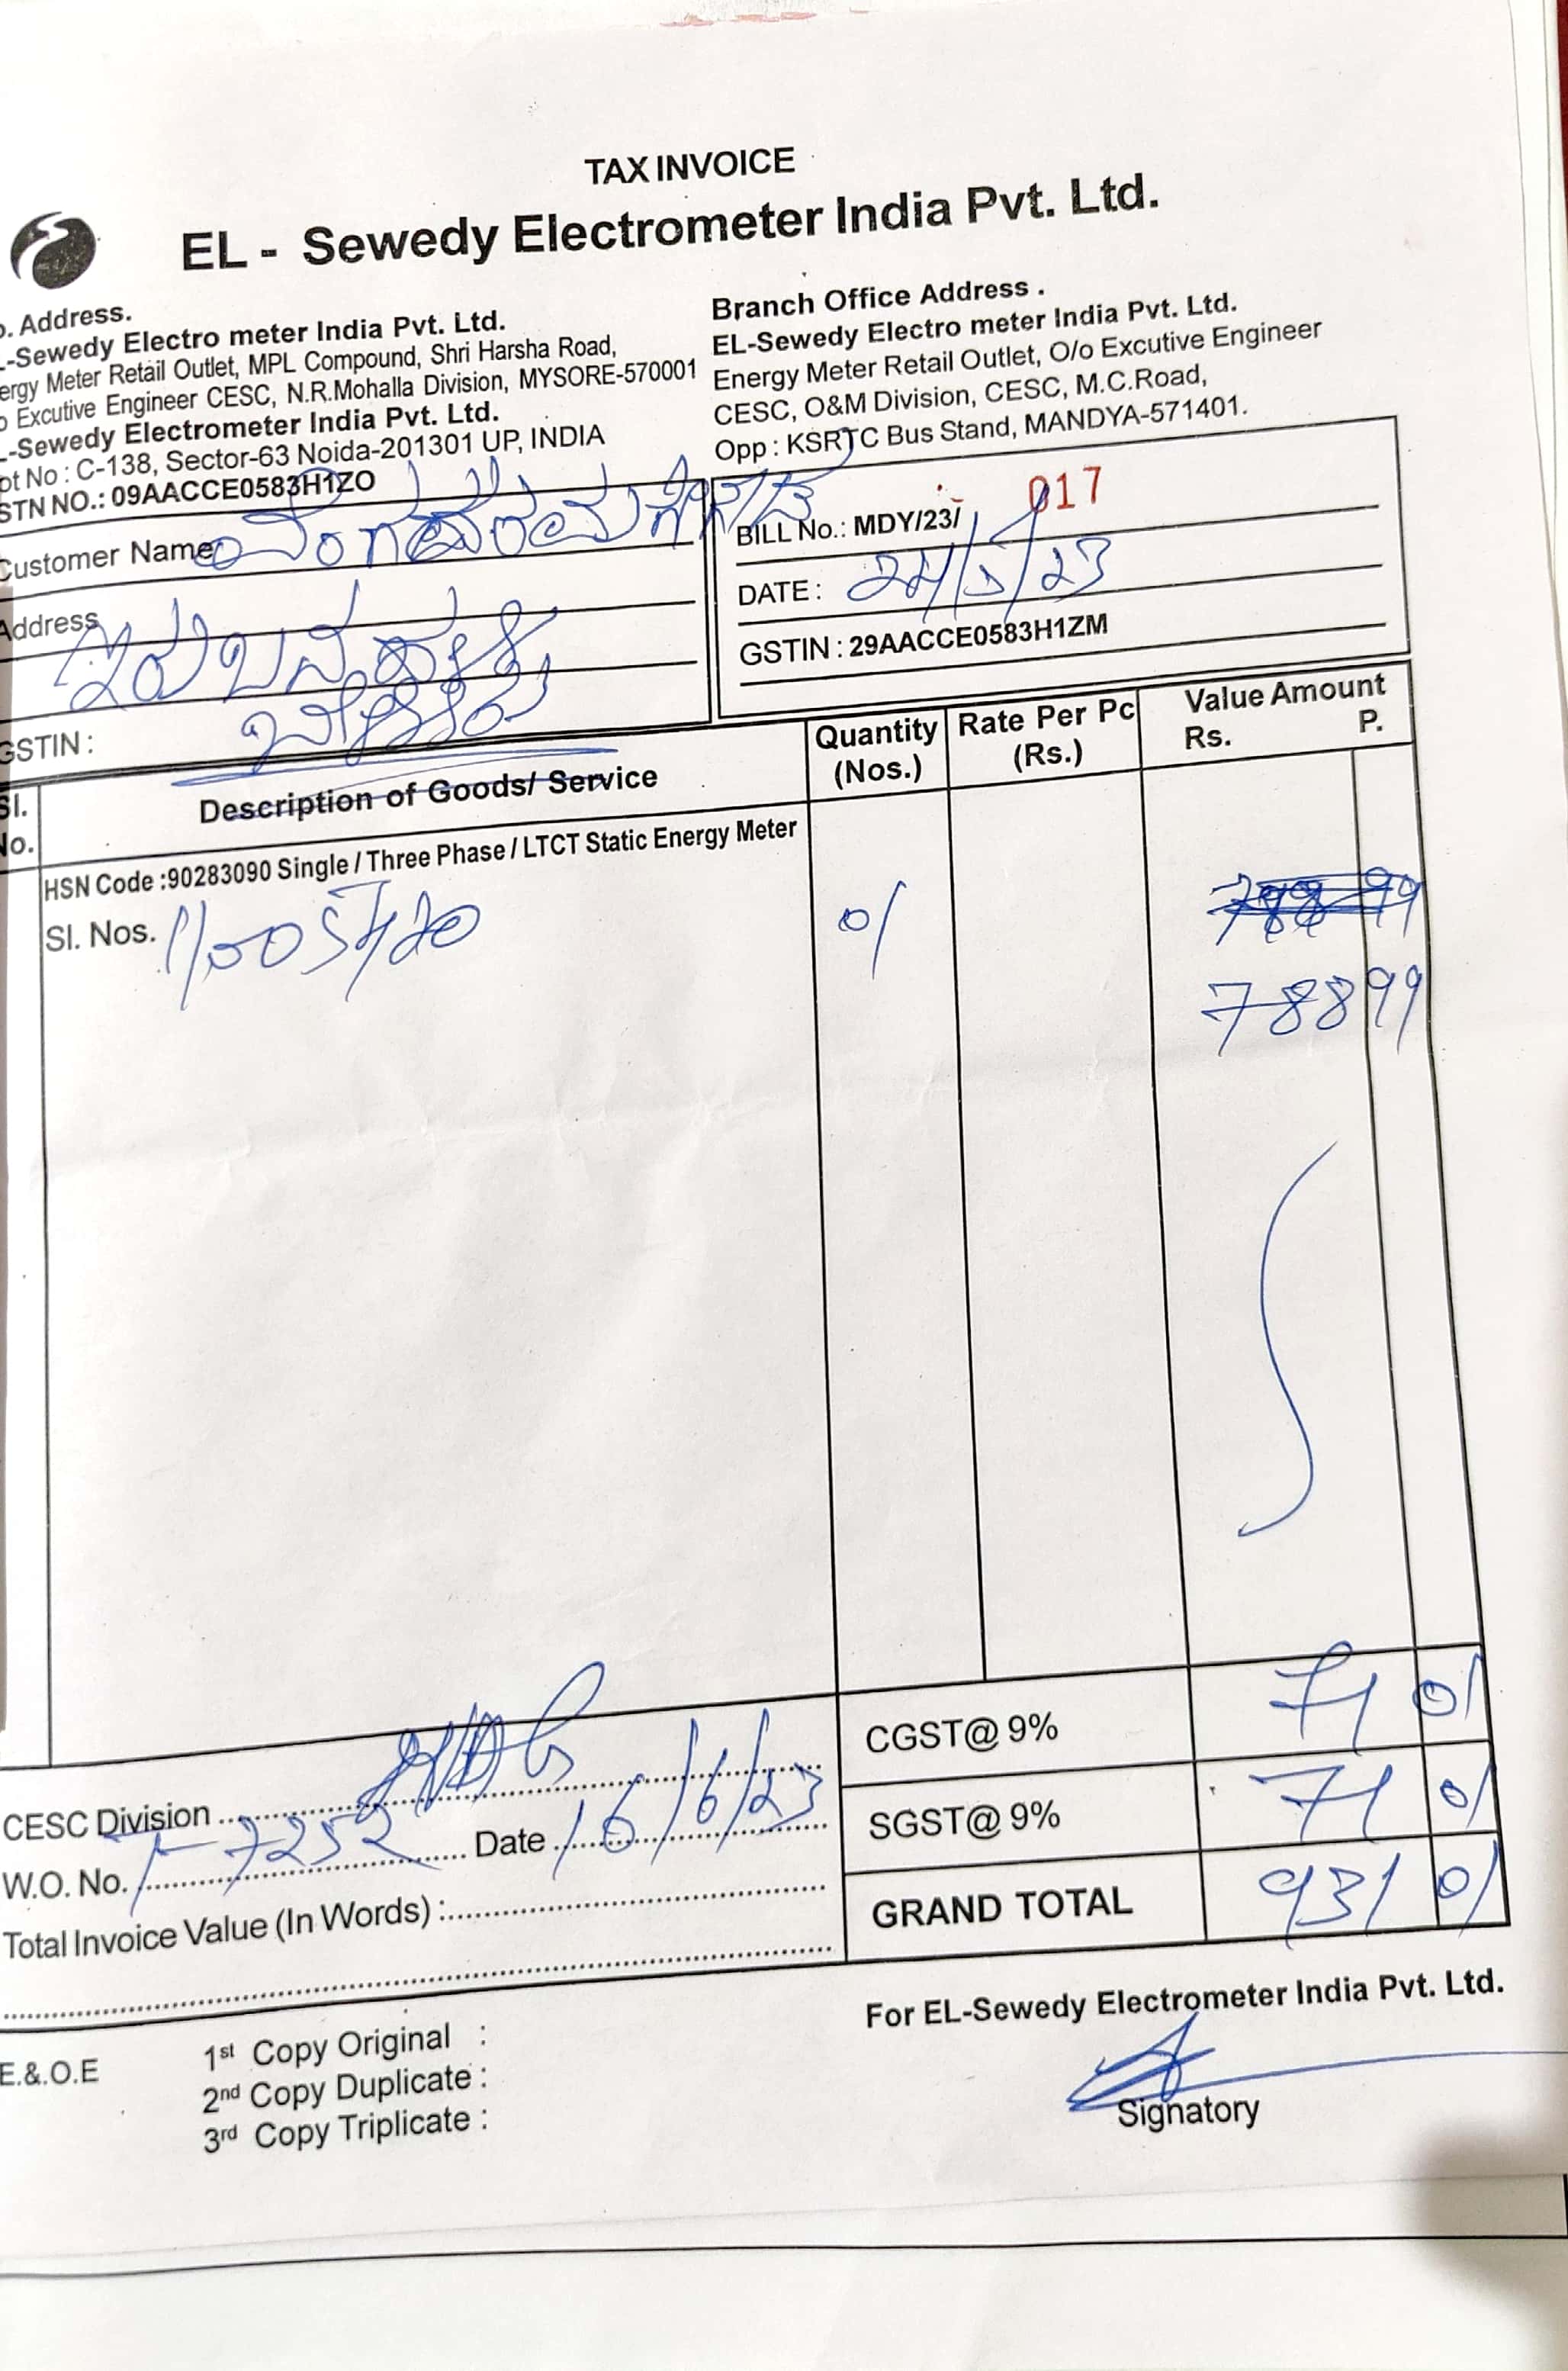 TAX INVOICE
EL - Sewedy Electrometer India Pvt. Ltd.
. Address.
-Sewedy Electro meter India Pvt. Ltd.
ergy Meter Retail Outlet, MPL Compound, Shri Harsha Road,
o Excutive Engineer CESC, N.R.Mohalla Division, MYSORE-570001
-Sewedy Electrometer India Pvt. Ltd.
ot No : C-138, Sector-63 Noida-201301 UP, INDIA
STN NO.: 09AACCE0583H1ZO
Branch Office Address .
EL-Sewedy Electro meter India Pvt. Ltd.
Energy Meter Retail Outlet, O/o Excutive Engineer
CESC, O&M Division, CESC, M.C.Road,
Opp : KSRTC Bus Stand, MANDYA-571401.
Customer Name
Address
GSTIN :
BILL No.: MDY/23/ 017
DATE :
GSTIN : 29AACCE0583H1ZM
Sl. No. Description of Goods/ Service Quantity (Nos.) Rate Per Pc (Rs.) Value Amount Rs. P.
HSN Code :90283090 Single / Three Phase / LTCT Static Energy Meter
Sl. Nos. 01
788 99
CGST@ 9% 71 01
SGST@ 9% 71 01
GRAND TOTAL 931 01
CESC Division
W.O. No. 7252 Date 16/6/23
Total Invoice Value (In Words) :
For EL-Sewedy Electrometer India Pvt. Ltd.
Signatory
E.&.O.E
1st Copy Original :
2nd Copy Duplicate :
3rd Copy Triplicate :